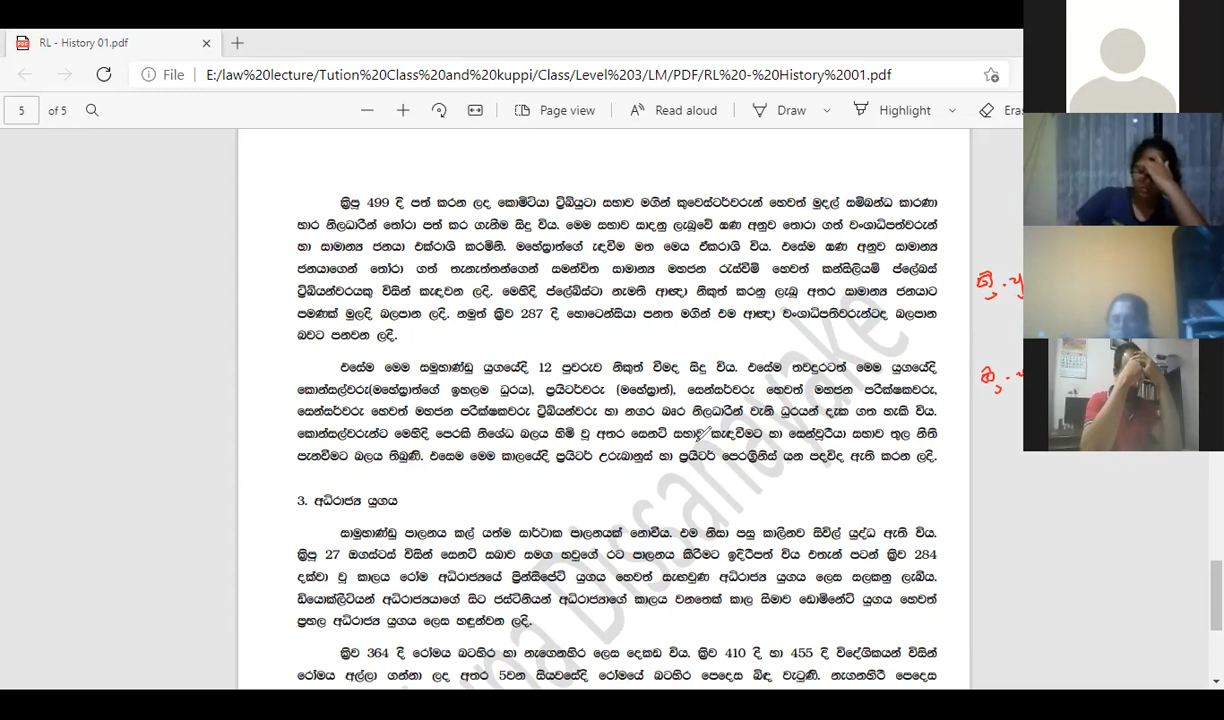 RL - History 01.pdf
File E:/law%20lecture/Tution%20Class%20and%20kuppi/Class/Level%203/LM/PDF/RL%20-%20History%2001.pdf
5 of 5 Page view Read aloud Draw Highlight Eras
ක්‍රිපූ 499 දි පත් කරන ලද කොමිටියා ට්‍රිබියුටා සභාව මගින් ක්‍වෙස්ටර්වරුන් හෙවත් මුදල් සම්බන්ධ කාරණා
භාර නිලධාරීන් තෝරා පත් කර ගැනීම සිදු විය. මෙම සභාව සාදනු ලැබුවේ ෂණ අනුව තොරා ගත් වංශාධිපත්වරුන්
හා සාමාන්‍ය ජනයා එක්රාශි කරමිනි. මහේස්‍රාත්ගේ ඇඳවීම මත මෙය ඒකරාශි විය. එසේම ෂණ අනුව සාමාන්‍ය
ජනයාගෙන් තෝරා ගත් තැනැත්තන්ගෙන් සමන්විත සාමාන්‍ය මහජන රැස්වීම් හෙවත් කන්සිලියම් ප්ලේබස්
ට්‍රිබියන්වරයකු විසින් කැඳවන ලදි. මෙහිදි ප්ලේබිස්ටා නැමති ආඥා නිකුත් කරනු ලැබූ අතර සාමාන්‍ය ජනයාට
පමණක් මුලදි බලපාන ලදි. නමුත් ක්‍රිව 287 දි හොටෙන්සියා පනත මගින් එම ආඥා වංශාධිපතිවරුන්ටද බලපාන
බවට පනවන ලදි.
එසේම මෙම සමුහාණ්ඩු යුගයේදි 12 පුවරුව නිකුත් වීමද සිදු විය. එසේම තවදුරටත් මෙම යුගයේදි
කොන්සල්වරු(මහේස්‍රාත්ගේ ඉහලම ධුරය), ප්‍රයිටර්වරු (මහේස්‍රාත්), සෙන්සර්වරු හෙවත් මහජන පරීක්ෂකවරු,
සෙන්සර්වරු හෙවත් මහජන පරීක්ෂකවරු ට්‍රිබියන්වරු හා නගර බාර නිලධාරීන් වැනි ධුරයන් දැක ගත හැකි විය.
කොන්සල්වරුන්ට මෙහිදි පෙරකී නිශේධ බලය හිමි වූ අතර සෙනට් සභාව කැඳවීමට හා සෙන්චූරියා සභාව තුල නීති
පැනවීමට බලය තිබුණි. එසෙම මෙම කාලයේදි ප්‍රයිටර් උරුබානුස් හා ප්‍රයිටර් පෙරග්‍රිනිස් යන පදවිද ඇති කරන ලදි.
3. අධිරාජ්‍ය යුගය
සාමුහාණ්ඩු පාලනය කල් යත්ම සාර්ථාක පාලනයක් නොවීය. එම නිසා පසු කාලීනව සිවිල් යුද්ධ ඇති විය.
ක්‍රිපූ 27 ඔගස්ටස් විසින් සෙනට් සබාව සමග හවුගේ රට පාලනය කිරීමට ඉදිරිපත් විය එතැන් පටන් ක්‍රිව 284
දක්වා වූ කාලය රෝම අධිරාජ්‍යයේ ප්‍රින්සිපේට් යුගය හෙවත් සැඟවුණ අධිරාජ්‍ය යුගය ලෙස සලකනු ලැබිය.
ඩියොක්ලිටියන් අධිරාජ්‍යයාගේ සිට ජස්ටිනියන් අධිරාජ්‍යාගේ කාලය වනතෙක් කාල සිමාව ඩොමිනේට් යුගය හෙවත්
ප්‍රභල අධිරාජ්‍ය යුගය ලෙස හඳුන්වන ලදි.
ක්‍රිව 364 දි රෝමය බටහිර හා නැගෙනහිර ලෙස දෙකඩ විය. ක්‍රිව 410 දි හා 455 දි විදේශිකයන් විසින්
රෝමය අල්ලා ගන්නා ලද අතර 5වන සියවසේදි රෝමයේ බටහිර පෙදෙස බිඳ වැටුණි. නැගනහිරි පෙදෙස